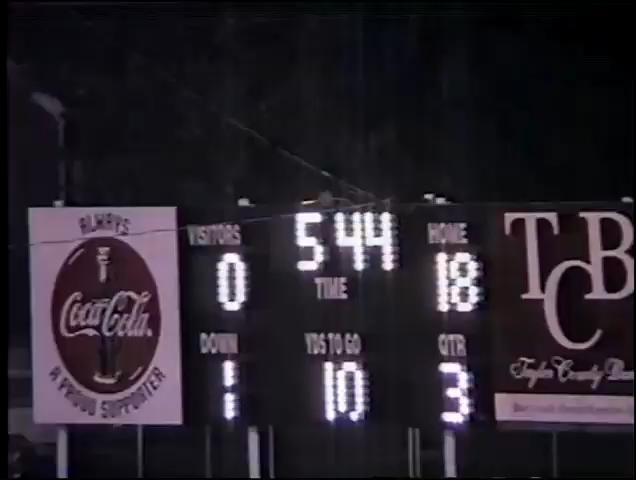 ALWAYS
Coca-Cola
A PROUD SUPPORTER
VISITORS
0
5 44
TIME
HOME
18
DOWN
1
YDS TO GO
10
QTR
3
TCB
Taylor County